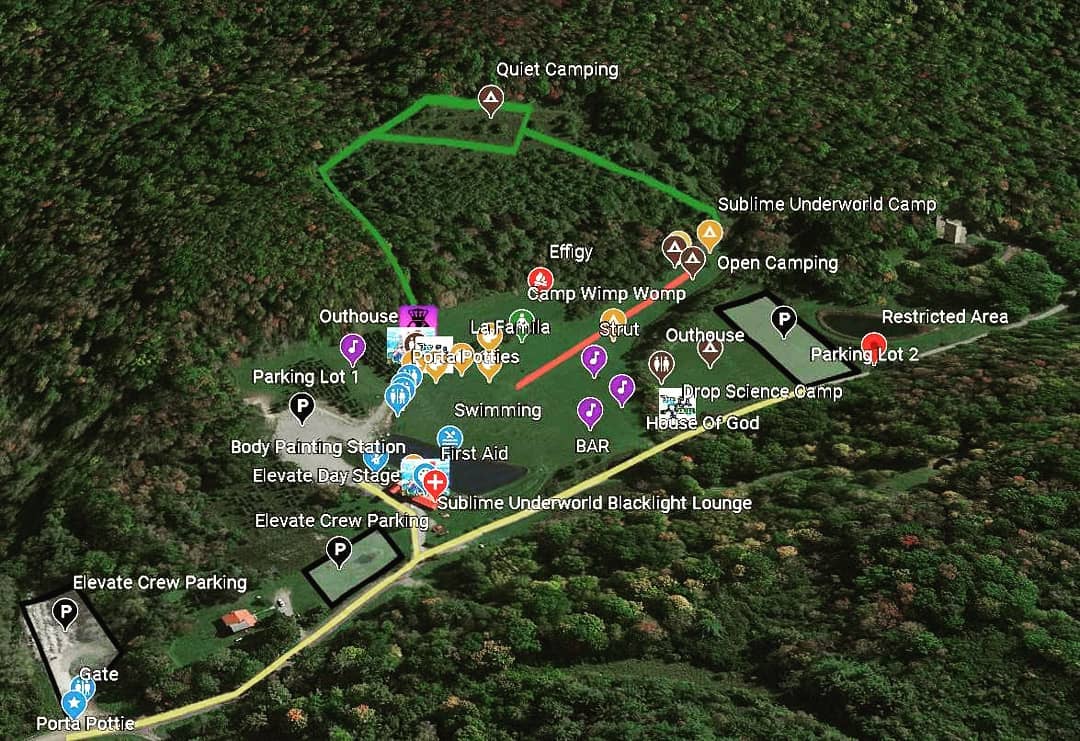 Quiet Camping
Sublime Underworld Camp
Effigy
Open Camping
Camp Wimp Womp
Outhouse
Restricted Area
La Famila
Strut
Outhouse
Porta Potties
Parking Lot 2
Parking Lot 1
Drop Science Camp
Swimming
House Of God
Body Painting Station
BAR
First Aid
Elevate Day Stage
Sublime Underworld Blacklight Lounge
Elevate Crew Parking
Elevate Crew Parking
Gate
Porta Pottie
P
P
P
P